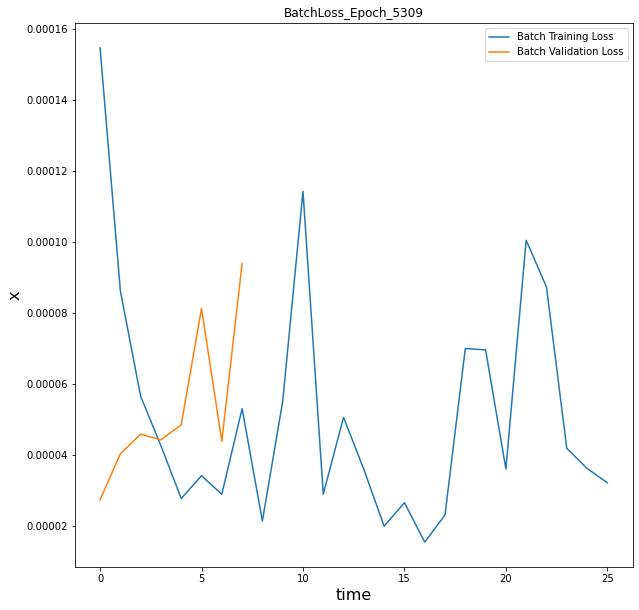 BatchLoss_Epoch_5309
Batch Training Loss
Batch Validation Loss
0.00016
0.00014
0.00012
0.00010
0.00008
0.00006
0.00004
0.00002
x
0 5 10 15 20 25
time